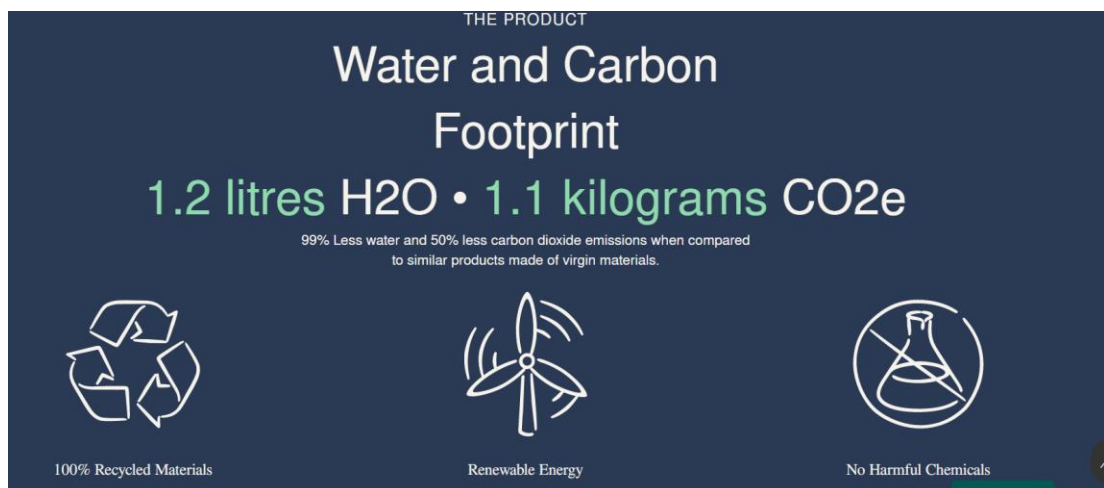 THE PRODUCT
Water and Carbon
Footprint
1.2 litres H2O • 1.1 kilograms CO2e
99% Less water and 50% less carbon dioxide emissions when compared
to similar products made of virgin materials.
100% Recycled Materials
Renewable Energy
No Harmful Chemicals